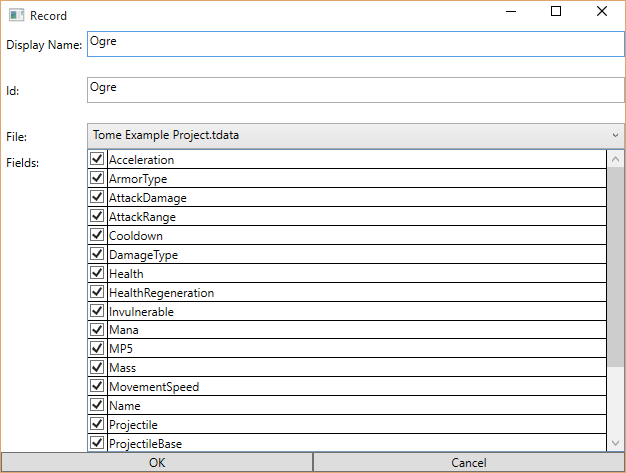 Record
Display Name: Ogre
Id: Ogre
File: Tome Example Project.tdata
Fields:
Acceleration
ArmorType
AttackDamage
AttackRange
Cooldown
DamageType
Health
HealthRegeneration
Invulnerable
Mana
MP5
Mass
MovementSpeed
Name
Projectile
ProjectileBase
OK Cancel